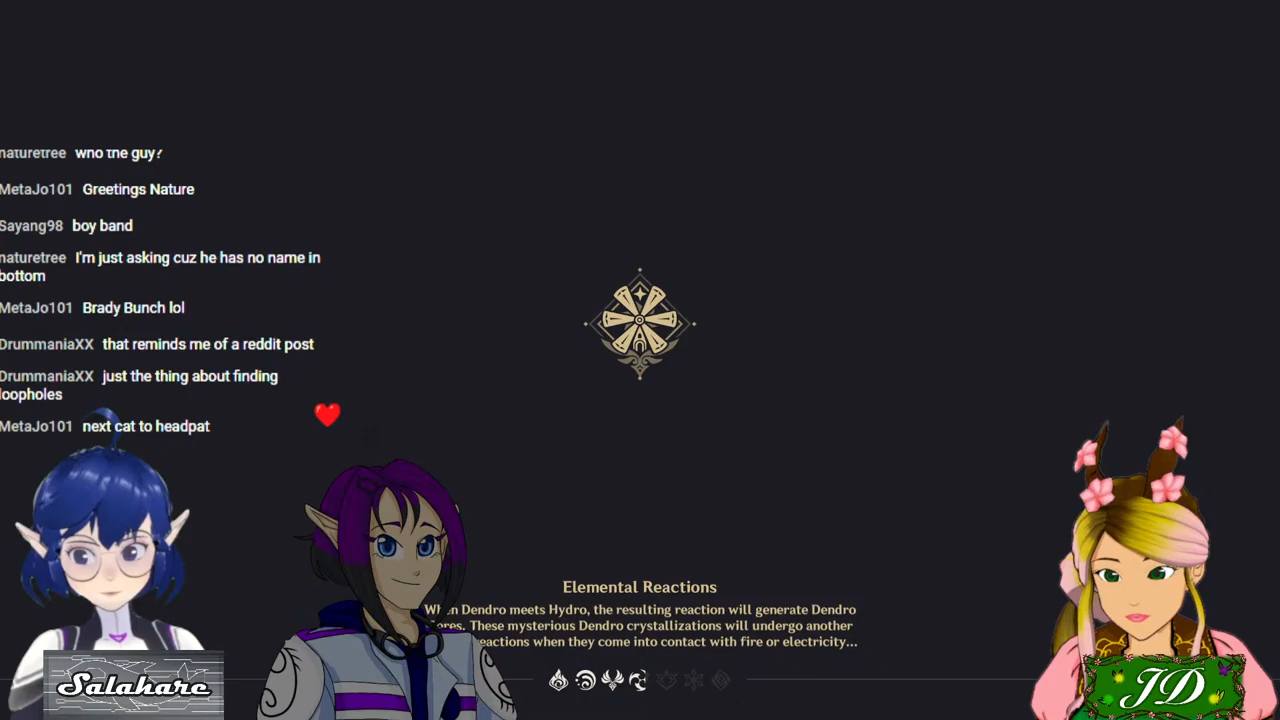 naturetree who the guy?
MetaJo101 Greetings Nature
Sayang98 boy band
naturetree I'm just asking cuz he has no name in
bottom
MetaJo101 Brady Bunch lol
DrummaniaXX that reminds me of a reddit post
DrummaniaXX just the thing about finding
loopholes
MetaJo101 next cat to headpat
Elemental Reactions
When Dendro meets Hydro, the resulting reaction will generate Dendro
Cores. These mysterious Dendro crystallizations will undergo another
reactions when they come into contact with fire or electricity...
Salahare
JD